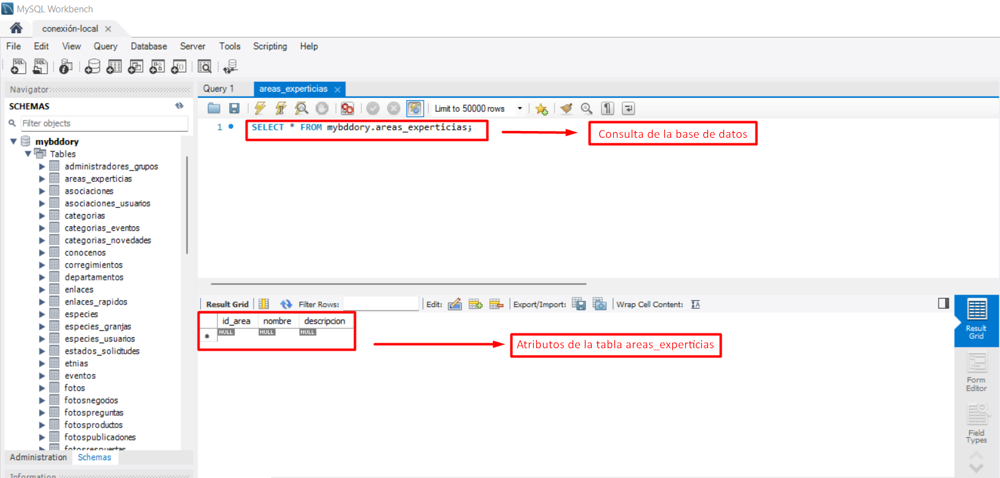 MySQL Workbench
conexión-local
File Edit View Query Database Server Tools Scripting Help
Navigator
SCHEMAS
Filter objects
mybddory
Tables
administradores_grupos
areas_experticias
asociaciones
asociaciones_usuarios
categorias
categorias_eventos
categorias_novedades
conocenos
corregimientos
departamentos
enlaces
enlaces_rapidos
especies
especies_granjas
especies_usuarios
estados_solicitudes
etnias
eventos
fotos
fotosnegocios
fotospreguntas
fotosproductos
fotospublicaciones
fotosrespuestas
Administration Schemas
Information
Query 1 areas_experticias
Limit to 50000 rows
1 SELECT * FROM mybddory.areas_experticias;
Consulta de la base de datos
Result Grid Filter Rows: Edit: Export/Import: Wrap Cell Content:
id_area nombre descripcion
NULL NULL NULL
Atributos de la tabla areas_experticias
Result
Grid
Form
Editor
Field
Types